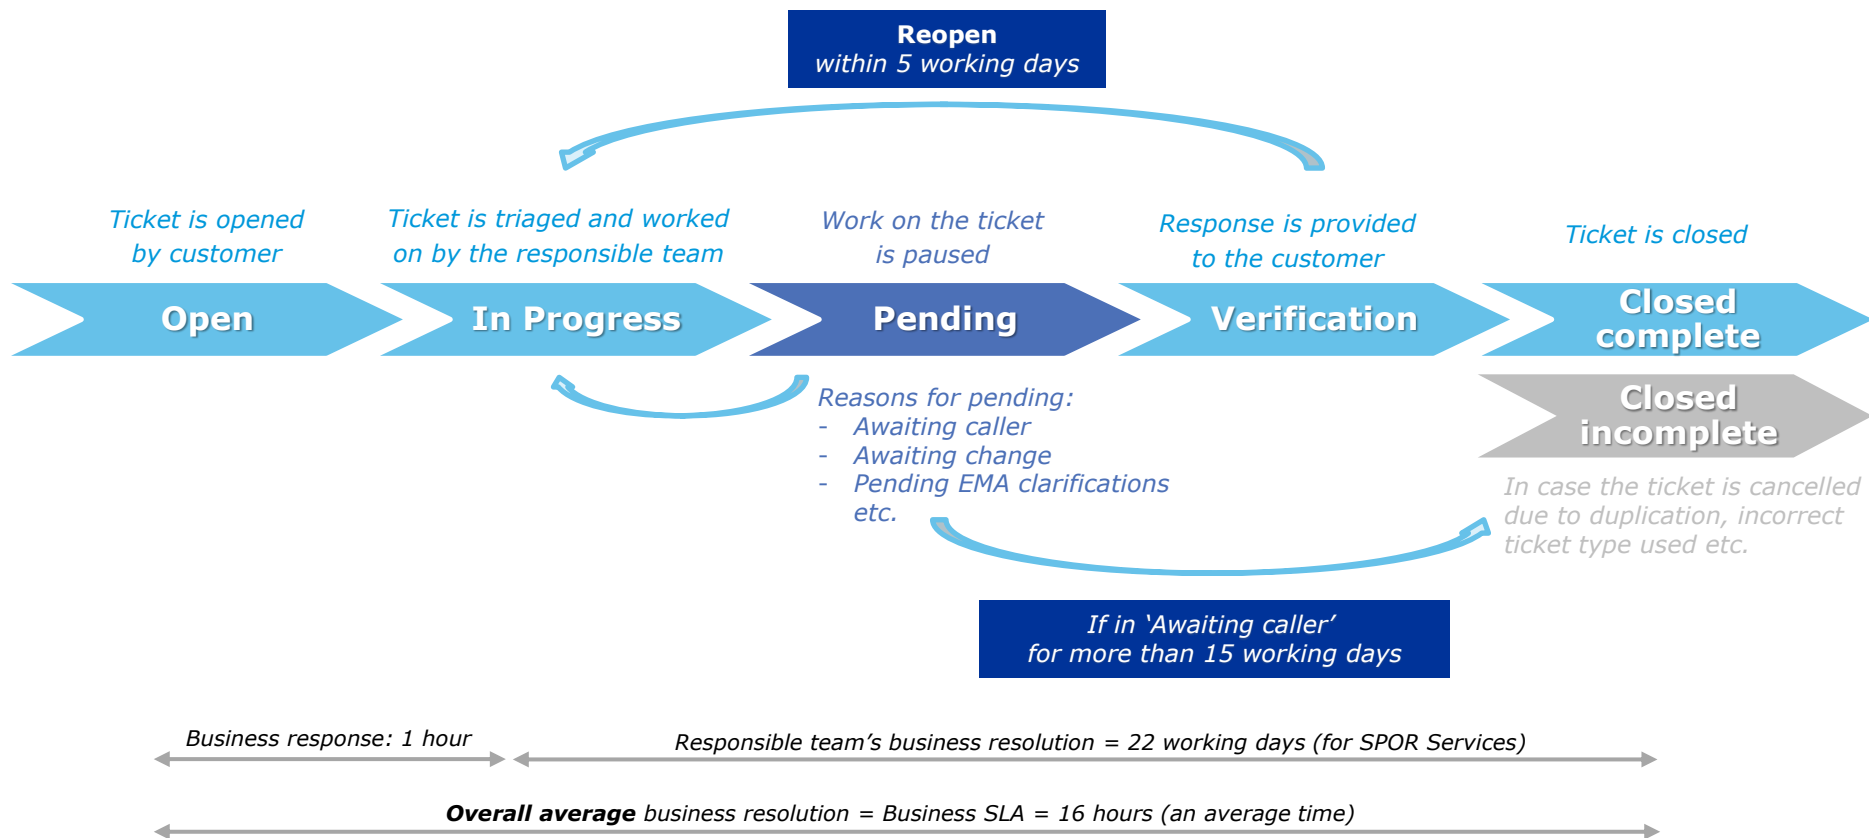 Reopen
within 5 working days
Ticket is opened
by customer
Ticket is triaged and worked
on by the responsible team
Work on the ticket
is paused
Response is provided
to the customer
Ticket is closed
Open
In Progress
Pending
Verification
Closed
complete
Closed
incomplete
Reasons for pending:
- Awaiting caller
- Awaiting change
- Pending EMA clarifications
etc.
In case the ticket is cancelled
due to duplication, incorrect
ticket type used etc.
If in ‘Awaiting caller’
for more than 15 working days
Business response: 1 hour
Responsible team’s business resolution = 22 working days (for SPOR Services)
Overall average business resolution = Business SLA = 16 hours (an average time)